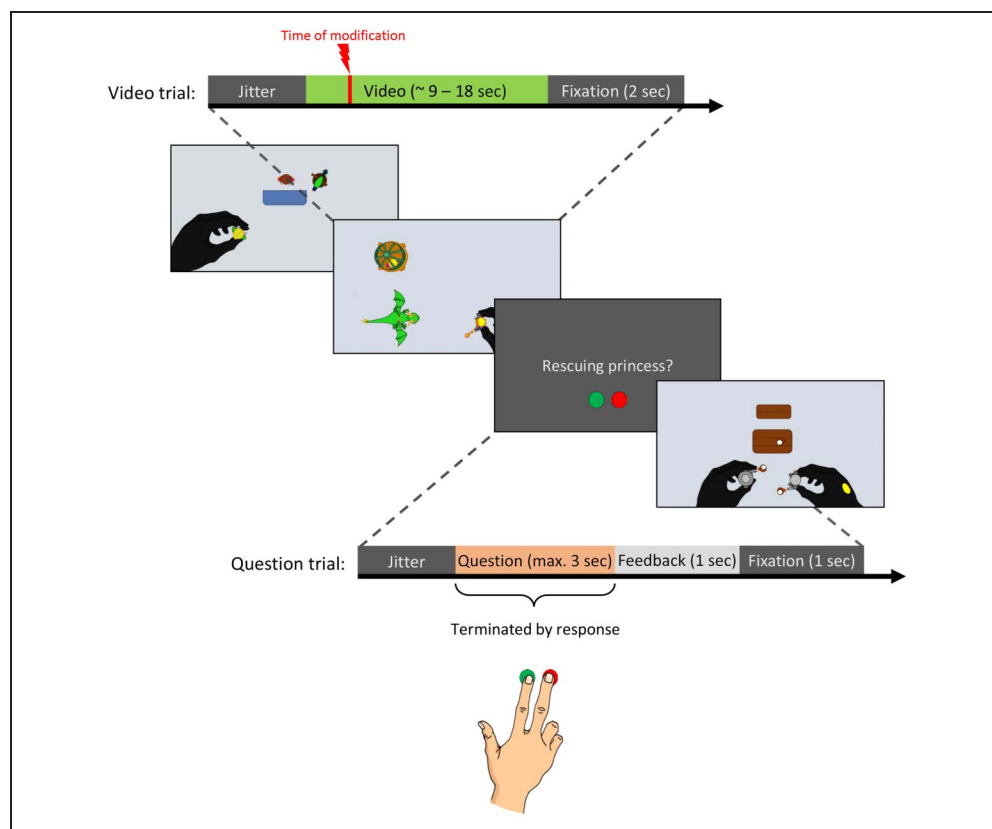 Time of modification
Video trial:
Jitter
Video (~ 9 – 18 sec)
Fixation (2 sec)
Rescuing princess?
Question trial:
Jitter
Question (max. 3 sec)
Feedback (1 sec)
Fixation (1 sec)
Terminated by response